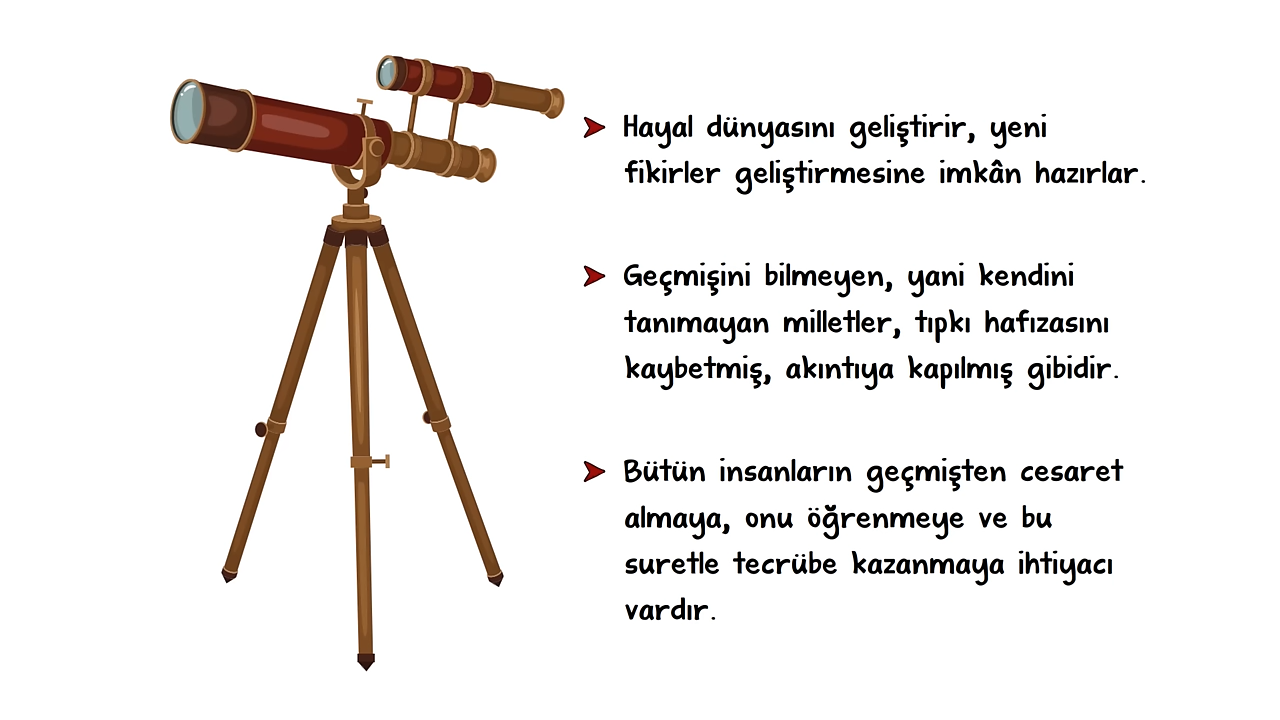 Hayal dünyasını geliştirir, yeni
fikirler geliştirmesine imkân hazırlar.
Geçmişini bilmeyen, yani kendini
tanımayan milletler, tıpkı hafızasını
kaybetmiş, akıntıya kapılmış gibidir.
Bütün insanların geçmişten cesaret
almaya, onu öğrenmeye ve bu
suretle tecrübe kazanmaya ihtiyacı
vardır.